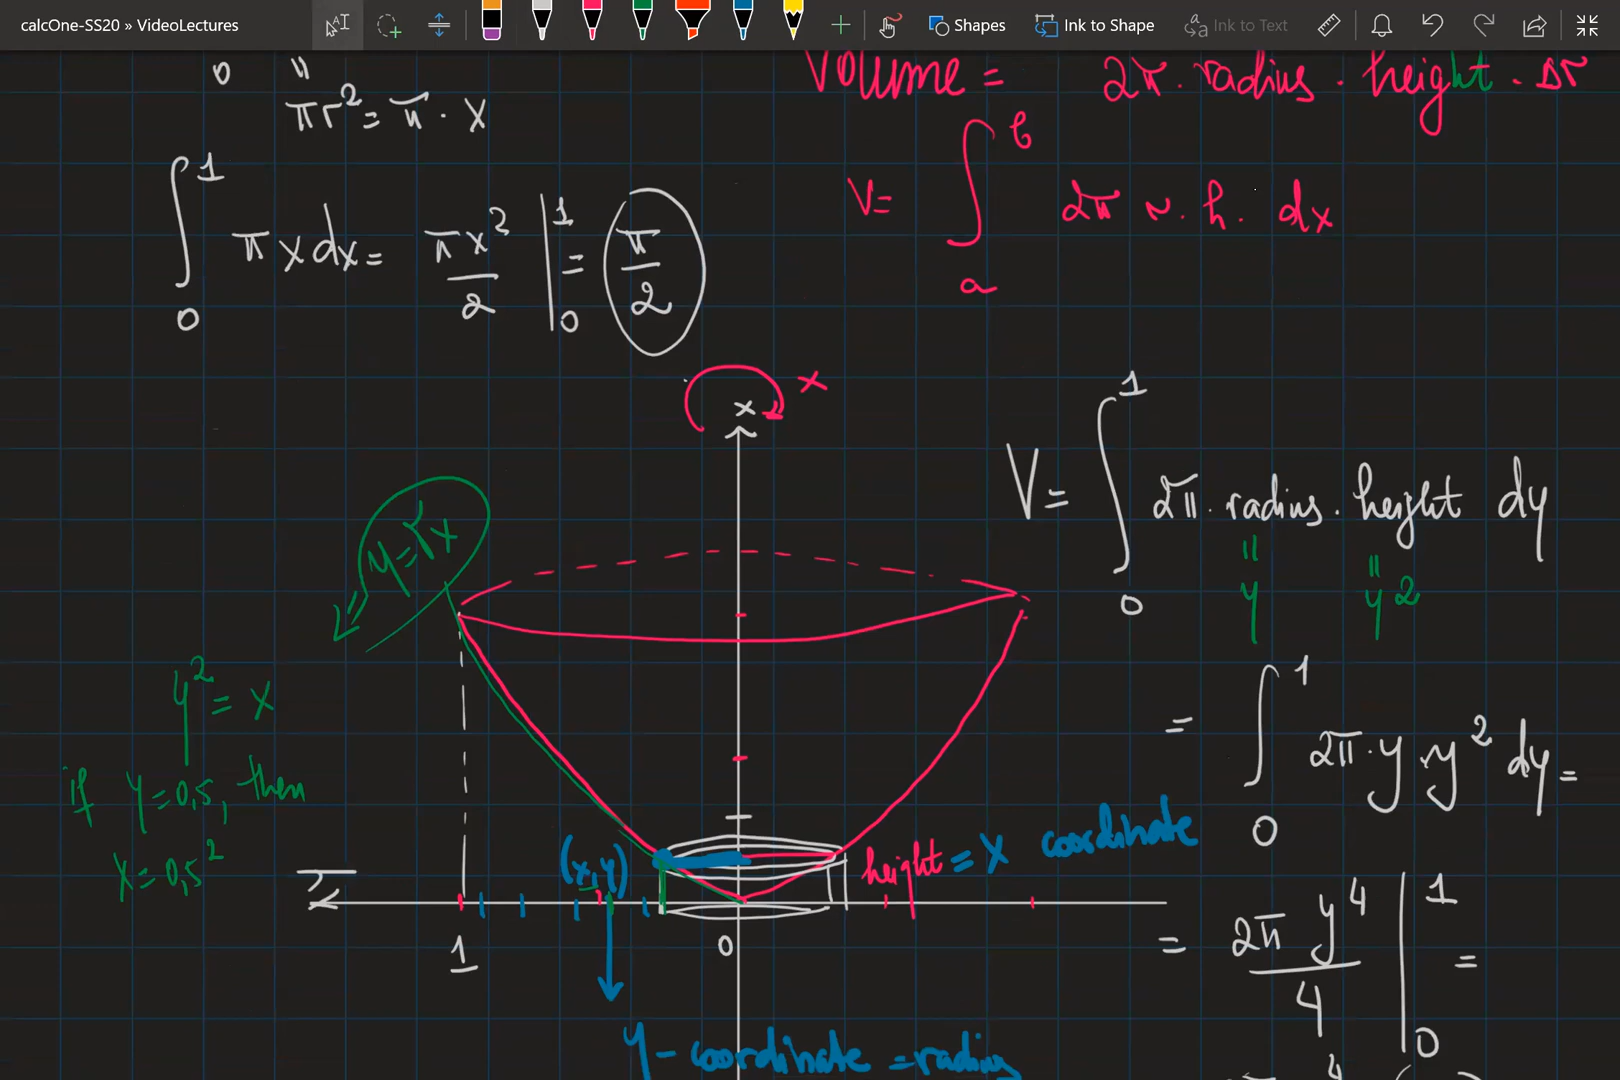 calcOne-SS20 » VideoLectures
Shapes
Ink to Shape
Ink to Text
0 "
πr² = π · x
∫₀¹ π x dx = πx²/2 |₀¹ = π/2
Volume = 2π · radius · height · Δr
V = ∫ₐᵇ 2π r · h · dx
x
x
y=√x
y² = x
if y=0,5, then
x=0,5²
(x,y)
height = x coordinate
1
0
y-coordinate = radius
V = ∫₀¹ 2π · radius · height dy
" "
y y²
= ∫₀¹ 2π · y · y² dy =
= 2π y⁴/4 |₀¹ =